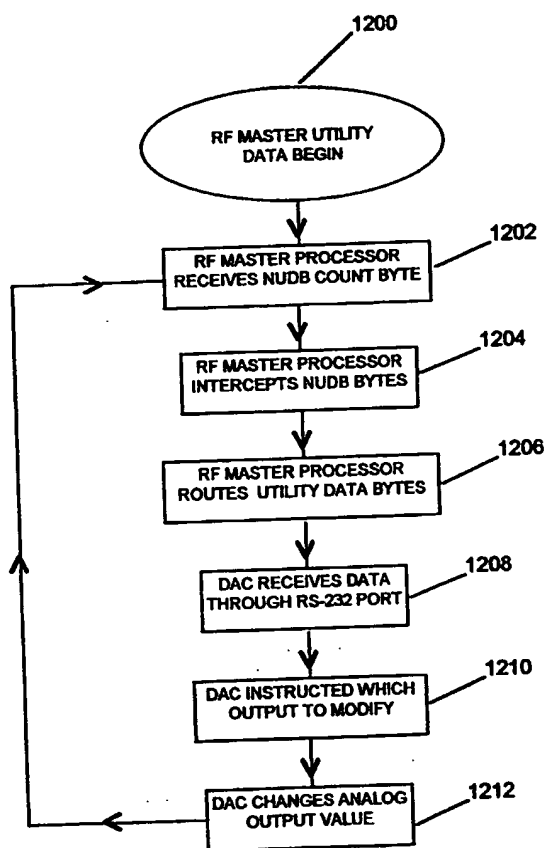 1200
RF MASTER UTILITY
DATA BEGIN
1202
RF MASTER PROCESSOR
RECEIVES NUDB COUNT BYTE
1204
RF MASTER PROCESSOR
INTERCEPTS NUDB BYTES
1206
RF MASTER PROCESSOR
ROUTES UTILITY DATA BYTES
1208
DAC RECEIVES DATA
THROUGH RS-232 PORT
1210
DAC INSTRUCTED WHICH
OUTPUT TO MODIFY
1212
DAC CHANGES ANALOG
OUTPUT VALUE